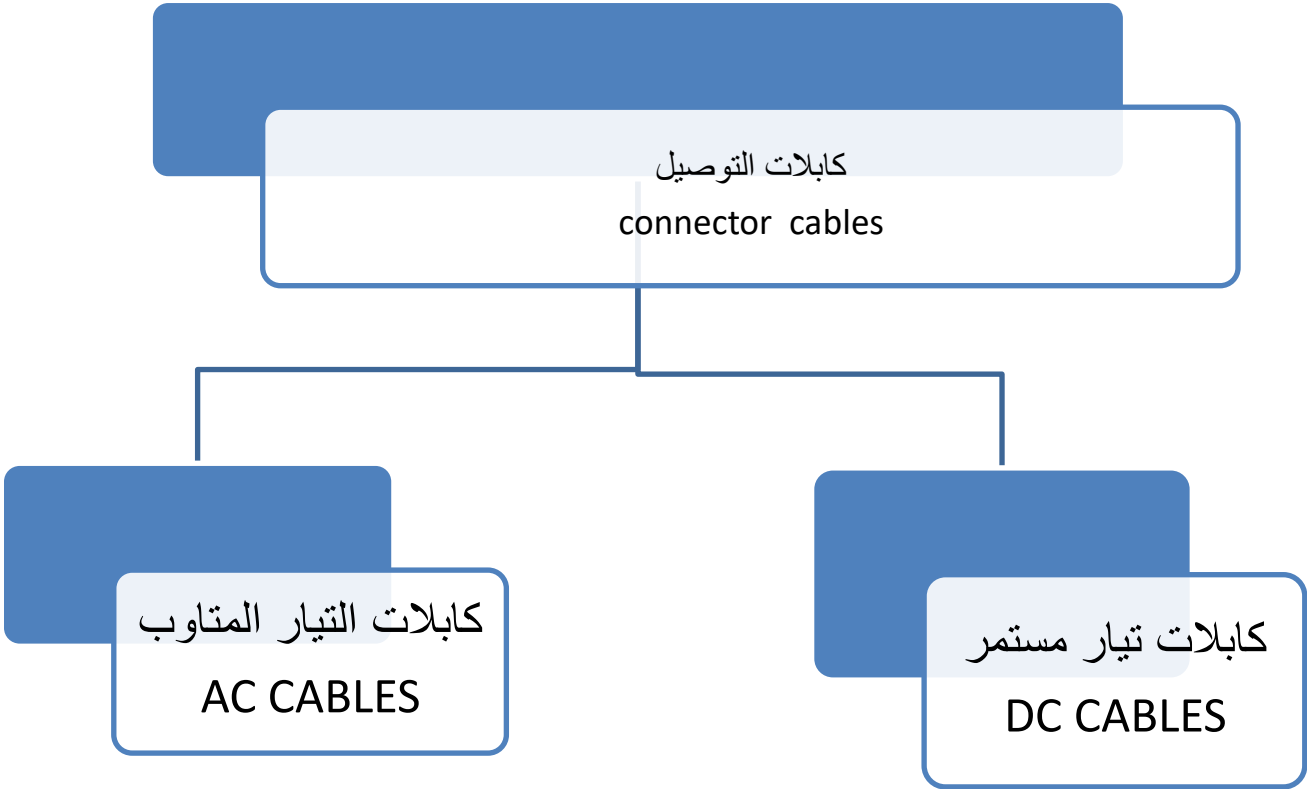 كابلات التوصيل
connector cables
كابلات تيار مستمر
DC CABLES
كابلات التيار المتاوب
AC CABLES